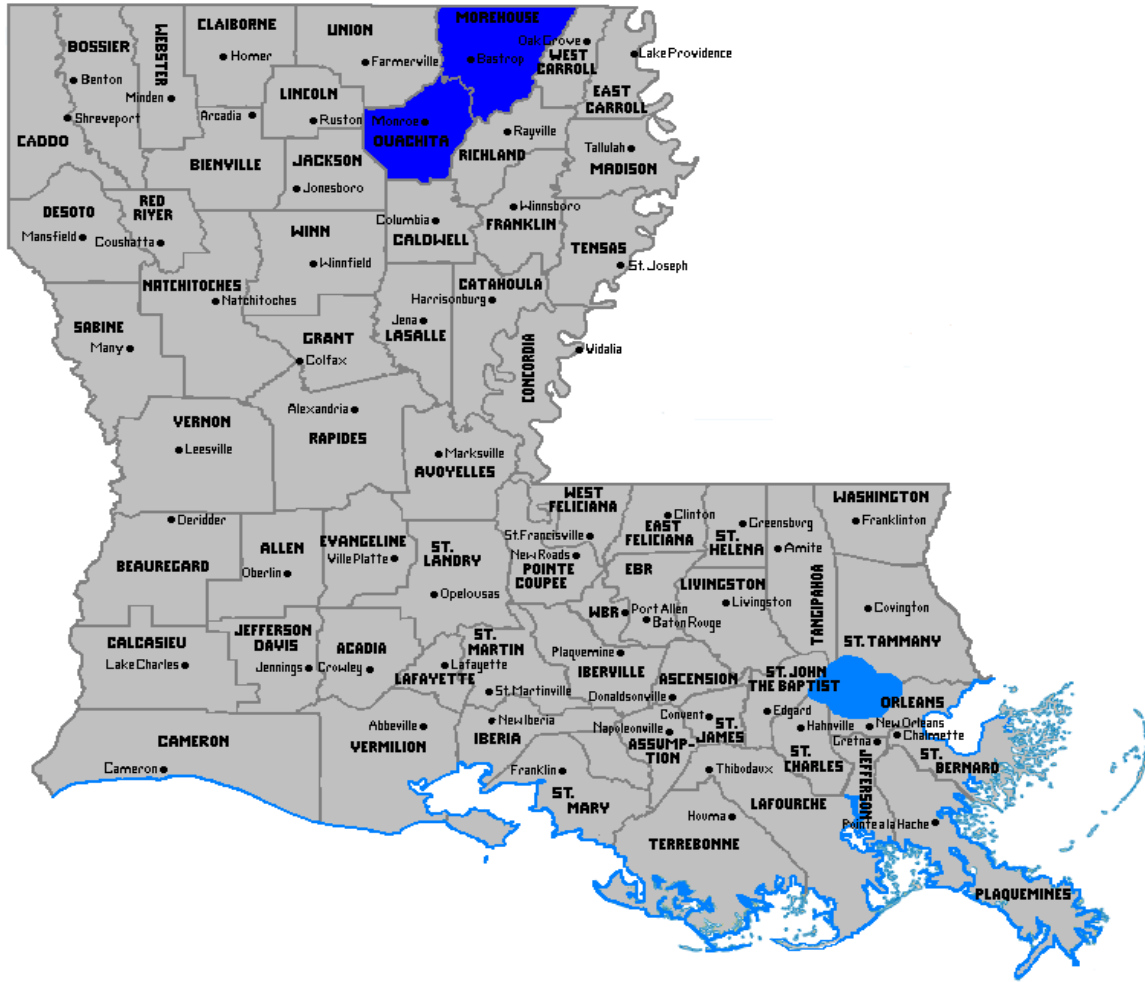 MOREHOUSE
CLAIBORNE
UNION
BOSSIER
WEBSTER
Oak Grove
WEST
CARROLL
Lake Providence
Homer
Farmerville
Bastrop
Benton
LINCOLN
EAST
CARROLL
Minden
Shreveport
Arcadia
Ruston
Monroe
OUACHITA
Rayville
CADDO
BIENVILLE
JACKSON
RICHLAND
Tallulah
MADISON
Jonesboro
DESOTO
RED
RIVER
Winnsboro
FRANKLIN
Columbia
CALDWELL
Mansfield
Coushatta
WINN
TENSAS
Winnfield
St. Joseph
NATCHITOCHES
Natchitoches
CATAHOULA
Harrisonburg
SABINE
Many
GRANT
Colfax
Jena
LASALLE
CONCORDIA
Vidalia
Alexandria
RAPIDES
VERNON
Leesville
Marksville
AVOYELLES
WEST
FELICIANA
WASHINGTON
Franklinton
Deridder
Clinton
EAST
FELICIANA
Greensburg
ST.
HELENA
St. Francisville
BEAUREGARD
ALLEN
Oberlin
EVANGELINE
Ville Platte
ST.
LANDRY
New Roads
POINTE
COUPEE
EBR
Amite
TANGIPAHOA
LIVINGSTON
Livingston
Opelousas
WBR
Port Allen
Baton Rouge
Covington
ST. TAMMANY
CALCASIEU
Lake Charles
JEFFERSON
DAVIS
Jennings
ACADIA
Crowley
ST.
MARTIN
Lafayette
LAFAYETTE
Plaquemine
IBERVILLE
ASCENSION
ST. JOHN
THE BAPTIST
St. Martinville
Donaldsonville
ORLEANS
CAMERON
Cameron
Abbeville
VERMILION
New Iberia
IBERIA
Napoleonville
ASSUMP-
TION
Convent
ST.
JAMES
Edgard
Hahnville
New Orleans
Chalmette
Gretna
ST.
CHARLES
JEFFERSON
ST.
BERNARD
Franklin
ST.
MARY
Thibodaux
LAFOURCHE
Houma
TERREBONNE
Pointe a la Hache
PLAQUEMINES